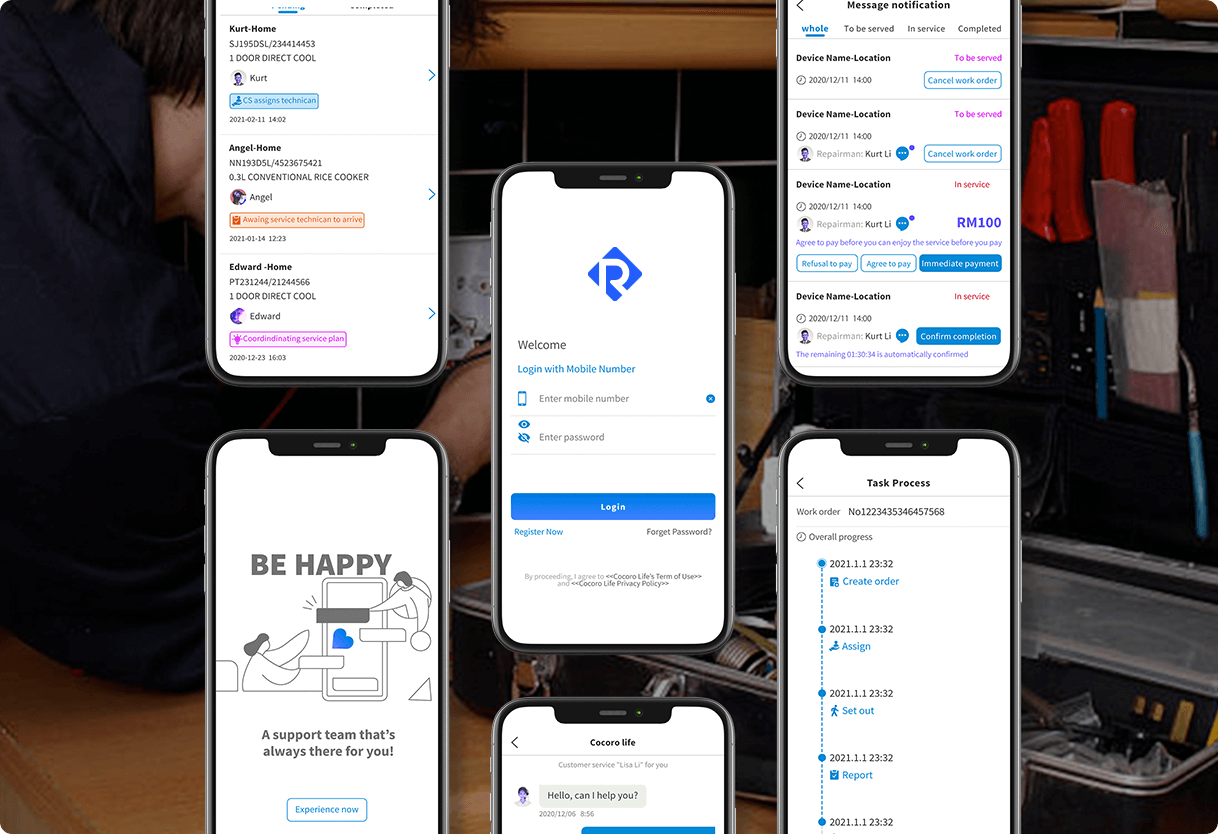 Pending Completed
Kurt-Home
SJ195DSL/234414453
1 DOOR DIRECT COOL
Kurt
CS assigns technican
2021-02-11 14:02
Angel-Home
NN193D5L/4523675421
0.3L CONVENTIONAL RICE COOKER
Angel
Awaing service technican to arrive
2021-01-14 12:23
Edward -Home
PT231244/21244566
1 DOOR DIRECT COOL
Edward
Coordindinating service plan
2020-12-23 16:03
BE HAPPY
A support team that's
always there for you!
Experience now
Welcome
Login with Mobile Number
Enter mobile number
Enter password
Login
Register Now Forget Password?
By proceeding, I agree to <<Cocoro Life's Term of Use>>
and <<Cocoro Life Privacy Policy>>
Cocoro life
Customer service "Lisa Li" for you
Hello, can I help you?
2020/12/06 8:56
Message notification
whole To be served In service Completed
Device Name-Location To be served
2020/12/11 14:00 Cancel work order
Device Name-Location To be served
2020/12/11 14:00
Repairman: Kurt Li Cancel work order
Device Name-Location In service
2020/12/11 14:00
Repairman: Kurt Li RM100
Agree to pay before you can enjoy the service before you pay
Refusal to pay Agree to pay Immediate payment
Device Name-Location In service
2020/12/11 14:00
Repairman: Kurt Li Confirm completion
The remaining 01:30:34 is automatically confirmed
Task Process
Work order No1223435346457568
Overall progress
2021.1.1 23:32
Create order
2021.1.1 23:32
Assign
2021.1.1 23:32
Set out
2021.1.1 23:32
Report
2021.1.1 23:32